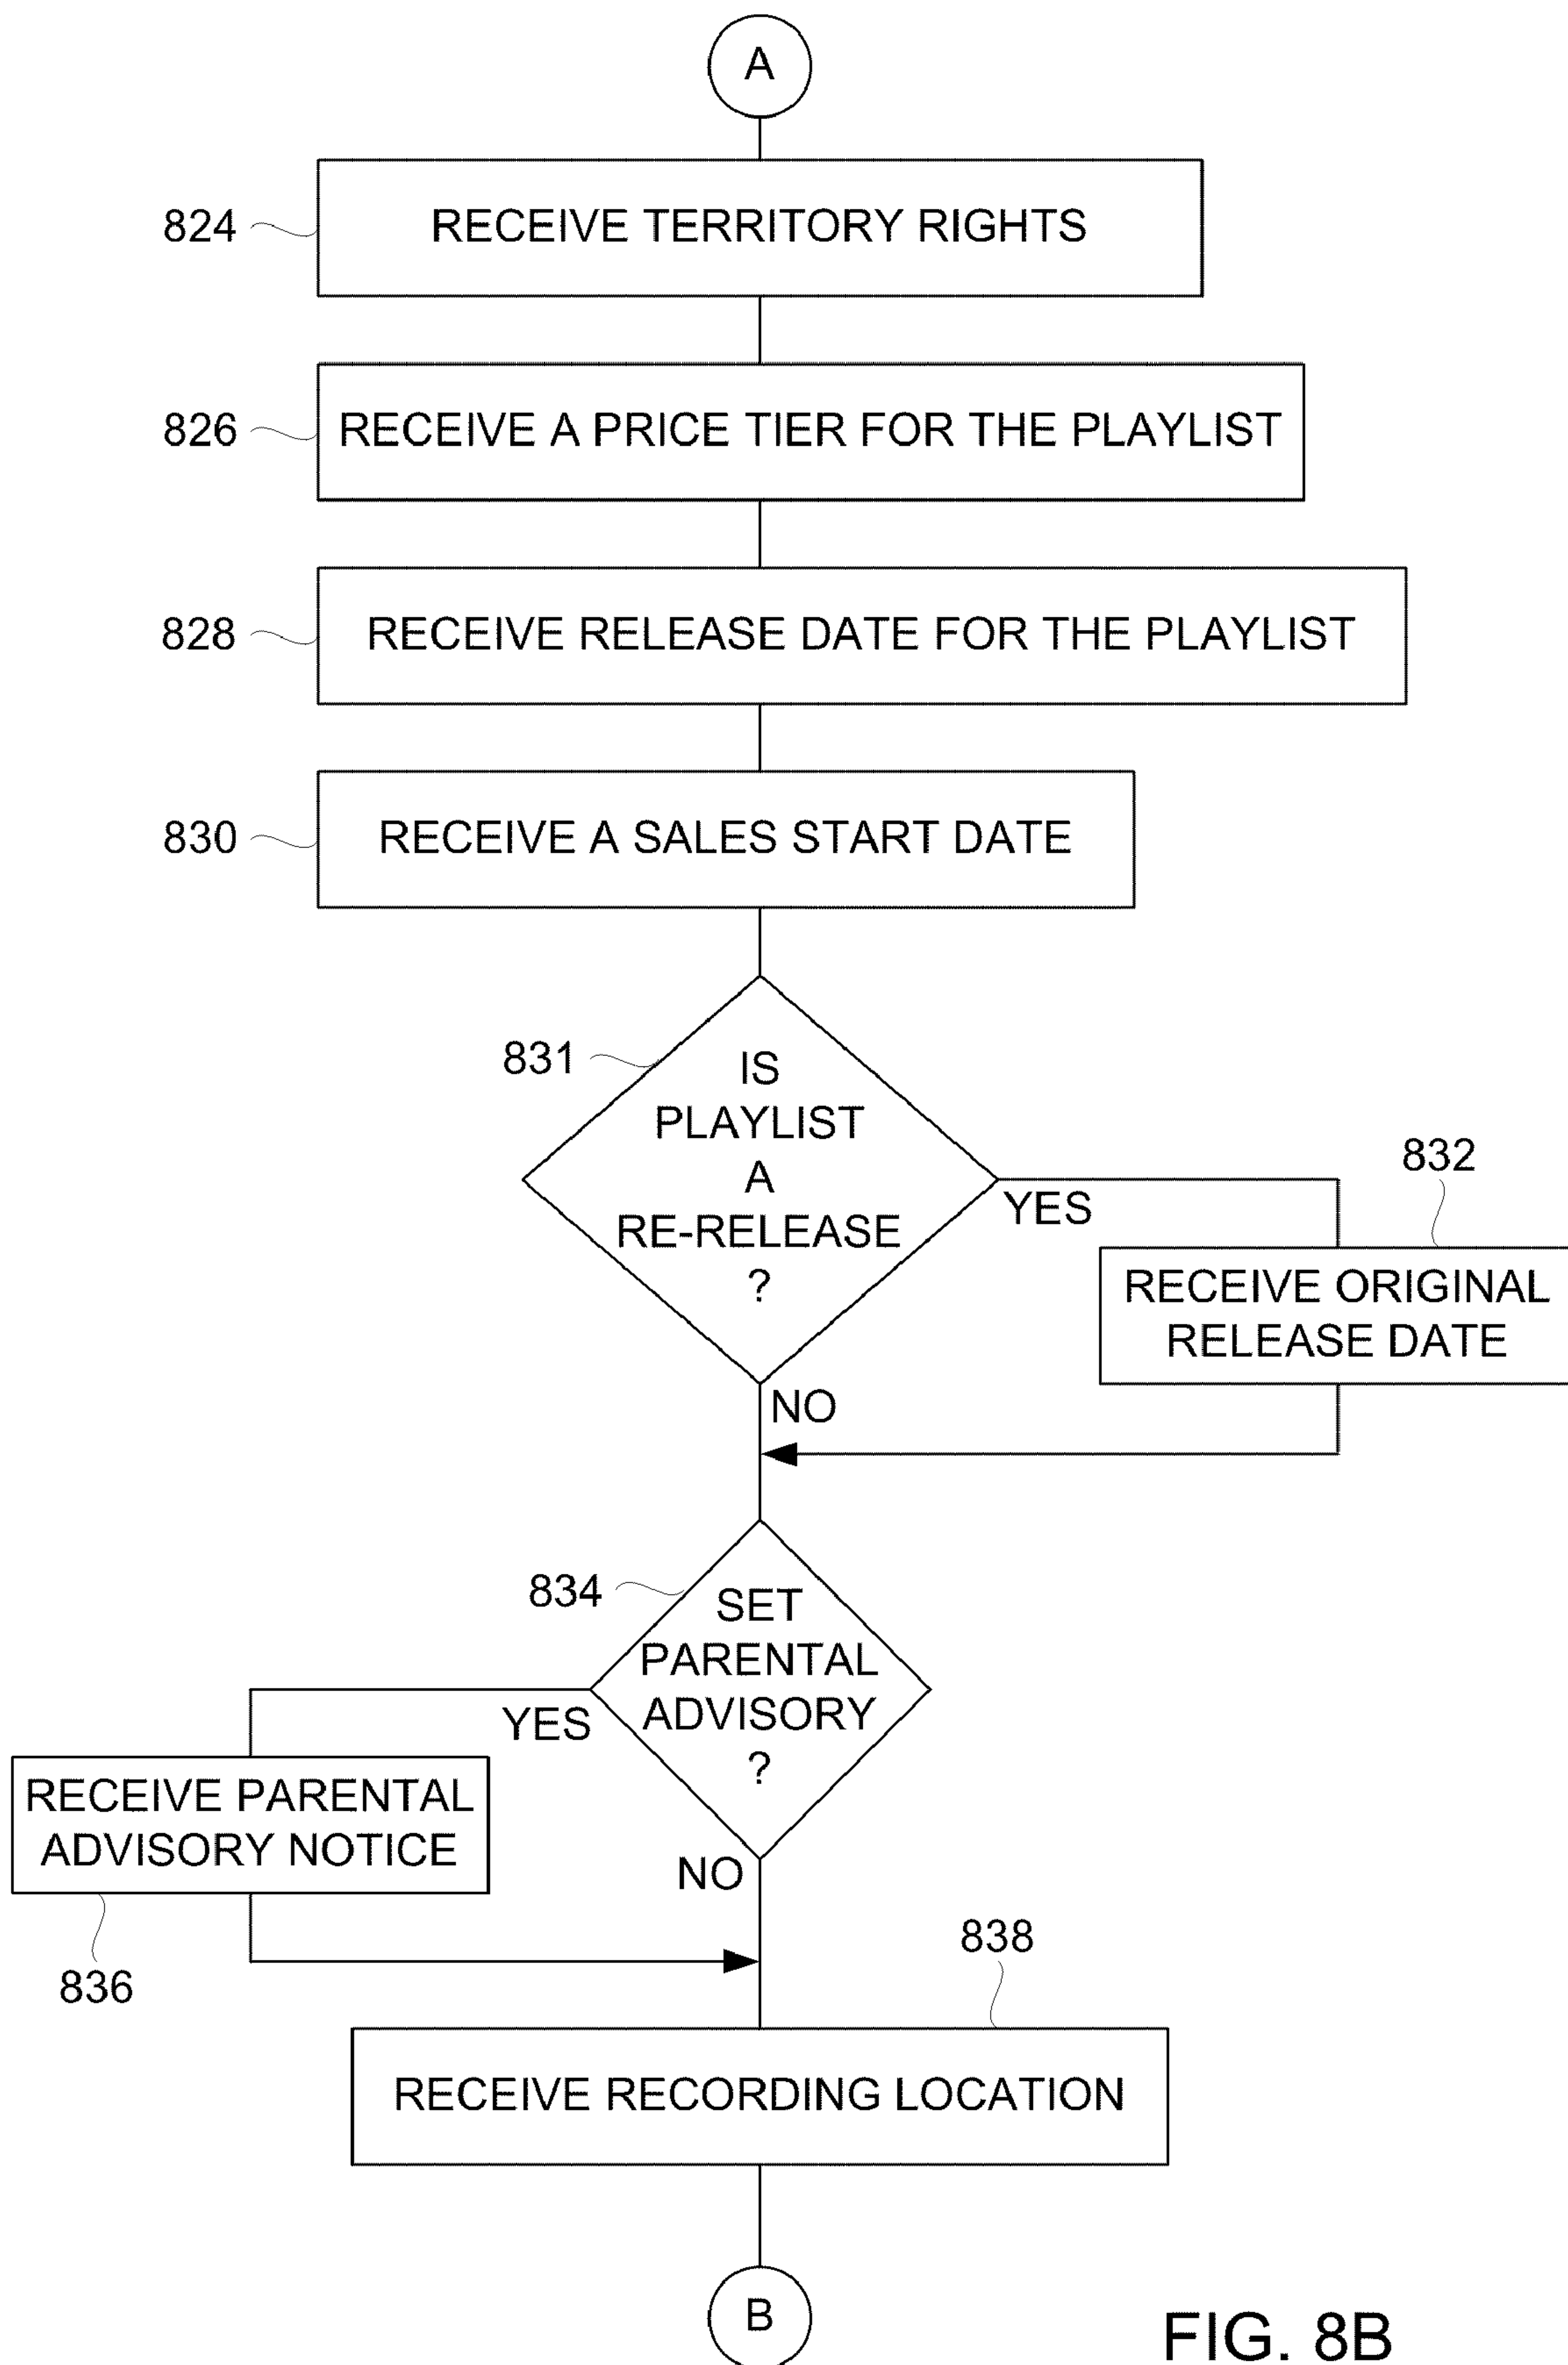 A
824
RECEIVE TERRITORY RIGHTS
826
RECEIVE A PRICE TIER FOR THE PLAYLIST
828
RECEIVE RELEASE DATE FOR THE PLAYLIST
830
RECEIVE A SALES START DATE
831
IS
PLAYLIST
A
RE-RELEASE
?
YES
832
RECEIVE ORIGINAL
RELEASE DATE
NO
834
SET
PARENTAL
ADVISORY
?
YES
RECEIVE PARENTAL
ADVISORY NOTICE
836
NO
838
RECEIVE RECORDING LOCATION
B
FIG. 8B